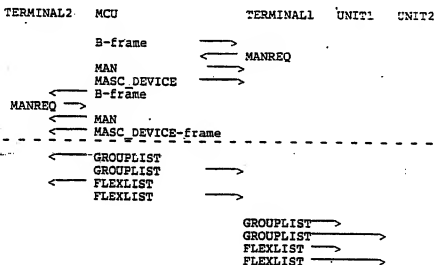 TERMINAL2 MCU TERMINAL1 UNIT1 UNIT2
B-frame
MANREQ
MAN
MASC_DEVICE
B-frame
MANREQ
MAN
MASC_DEVICE-frame
GROUPLIST
GROUPLIST
FLEXLIST
FLEXLIST
GROUPLIST
GROUPLIST
FLEXLIST
FLEXLIST